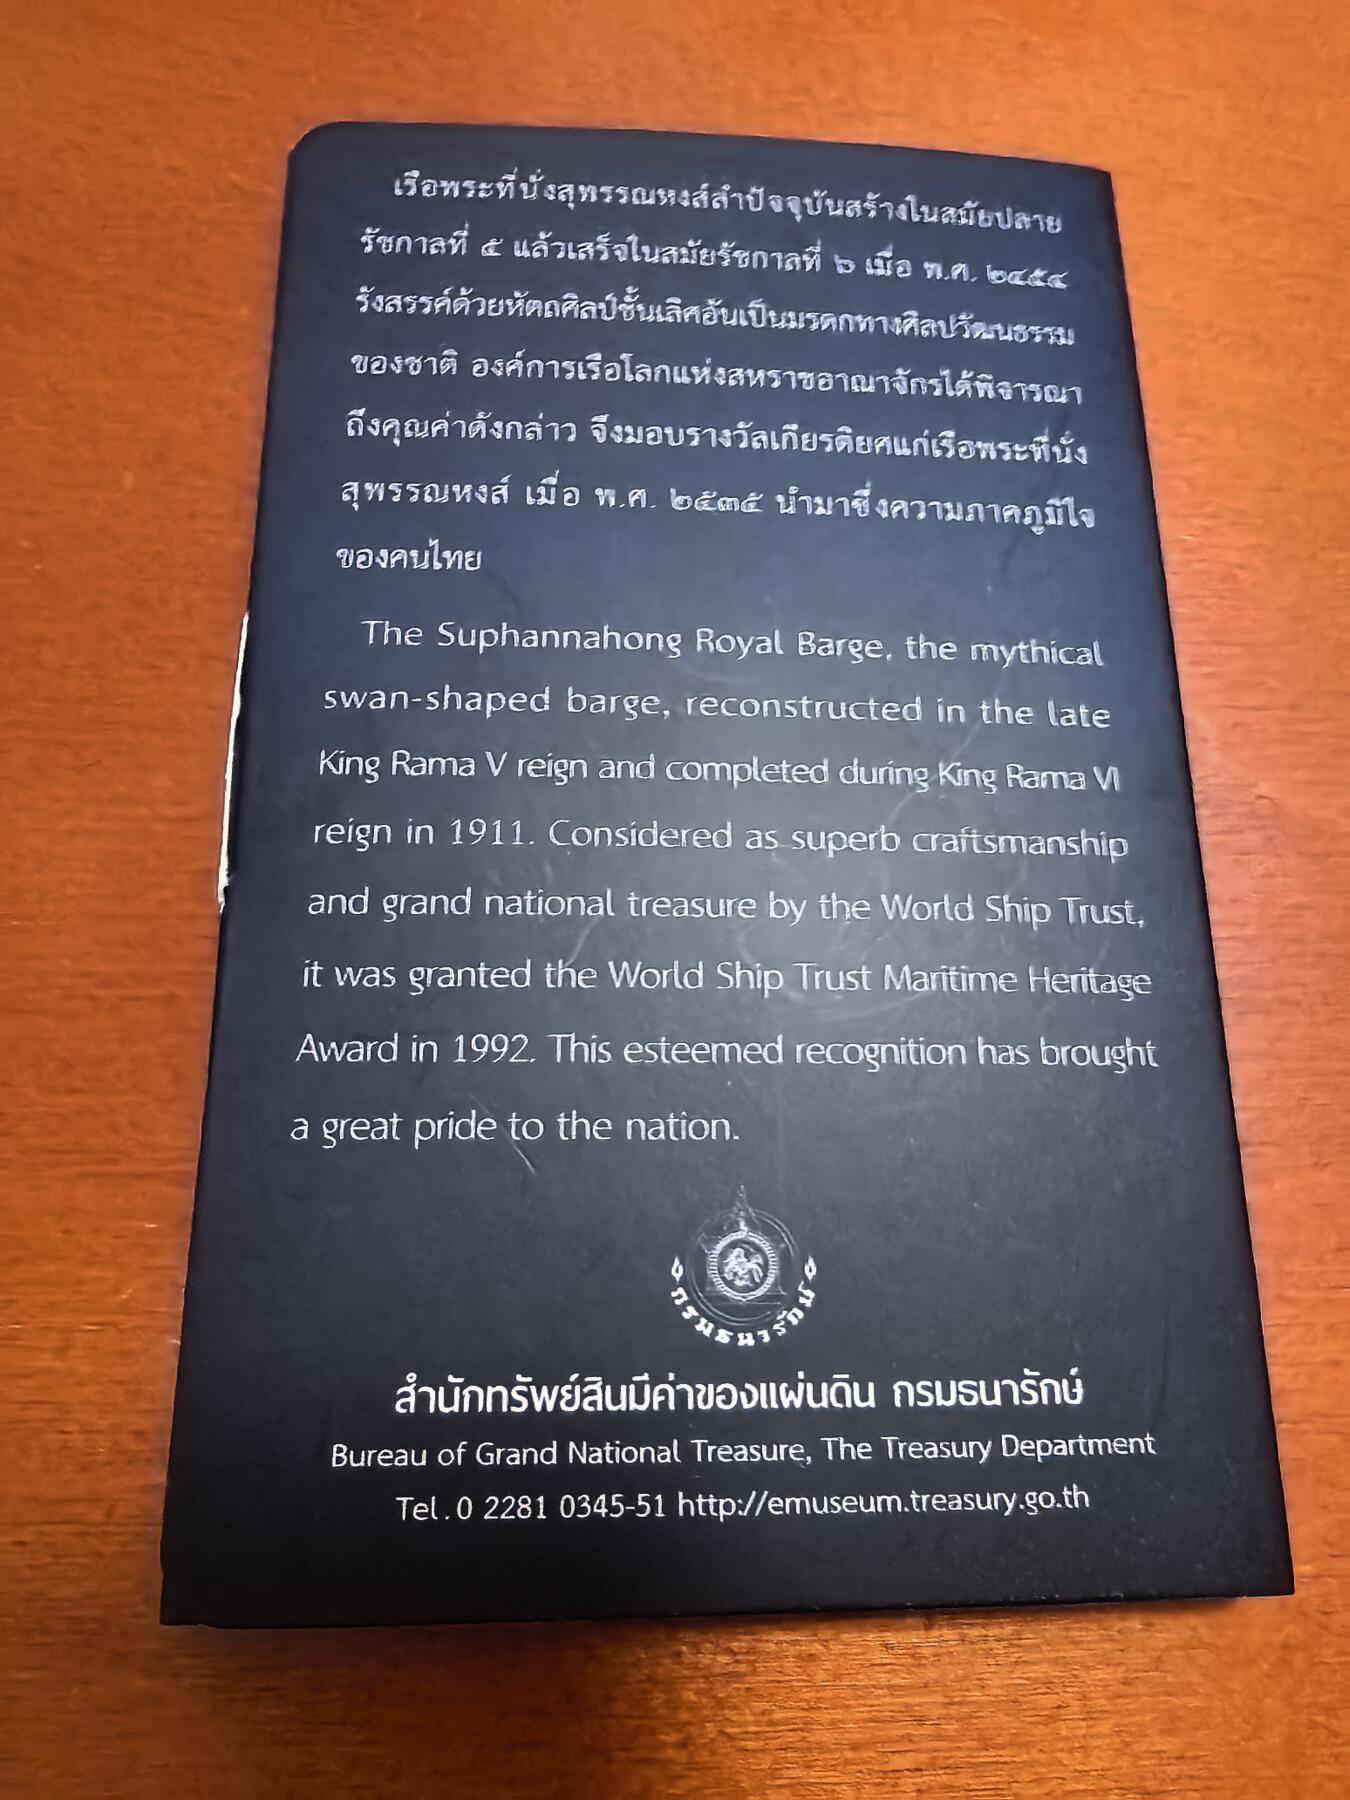 เรือพระที่นั่งสุพรรณหงส์ลำปัจจุบันสร้างในสมัยปลาย
รัชกาลที่ ๕ แล้วเสร็จในสมัยรัชกาลที่ ๖ เมื่อ พ.ศ. ๒๔๕๔
รังสรรค์ด้วยหัตถศิลป์ชั้นเลิศอันเป็นมรดกทางศิลปวัฒนธรรม
ของชาติ องค์การเรือโลกแห่งสหราชอาณาจักรได้พิจารณา
ถึงคุณค่าดังกล่าว จึงมอบรางวัลเกียรติยศแก่เรือพระที่นั่ง
สุพรรณหงส์ เมื่อ พ.ศ. ๒๕๓๕ นำมาซึ่งความภาคภูมิใจ
ของคนไทย
The Suphannahong Royal Barge, the mythical
swan-shaped barge, reconstructed in the late
King Rama V reign and completed during King Rama VI
reign in 1911. Considered as superb craftsmanship
and grand national treasure by the World Ship Trust,
it was granted the World Ship Trust Maritime Heritage
Award in 1992. This esteemed recognition has brought
a great pride to the nation.
กรมธนารักษ์
สำนักทรัพย์สินมีค่าของแผ่นดิน กรมธนารักษ์
Bureau of Grand National Treasure, The Treasury Department
Tel. 0 2281 0345-51 http://emuseum.treasury.go.th